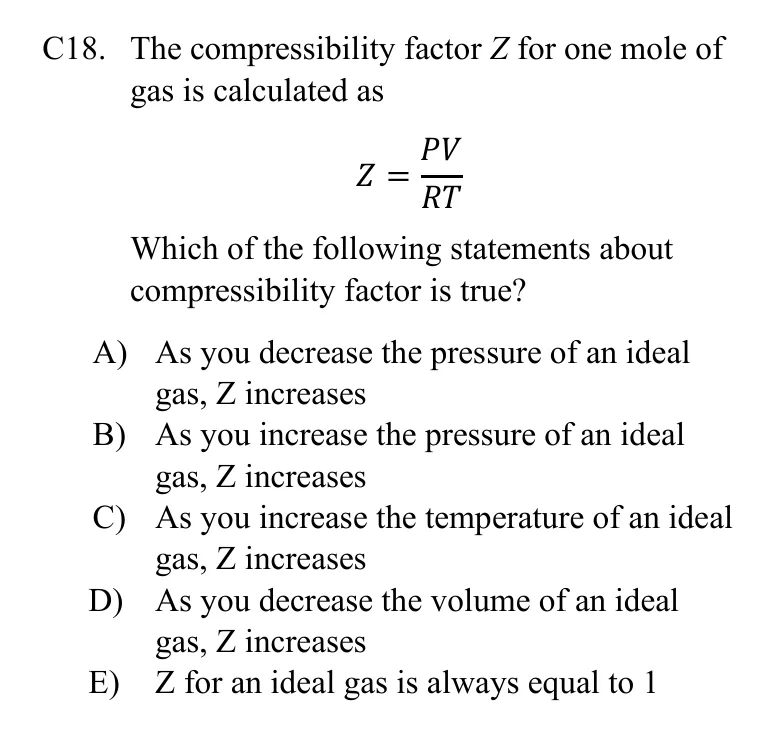 C18. The compressibility factor Z for one mole of
gas is calculated as
Z = PV/RT
Which of the following statements about
compressibility factor is true?
A) As you decrease the pressure of an ideal
gas, Z increases
B) As you increase the pressure of an ideal
gas, Z increases
C) As you increase the temperature of an ideal
gas, Z increases
D) As you decrease the volume of an ideal
gas, Z increases
E) Z for an ideal gas is always equal to 1